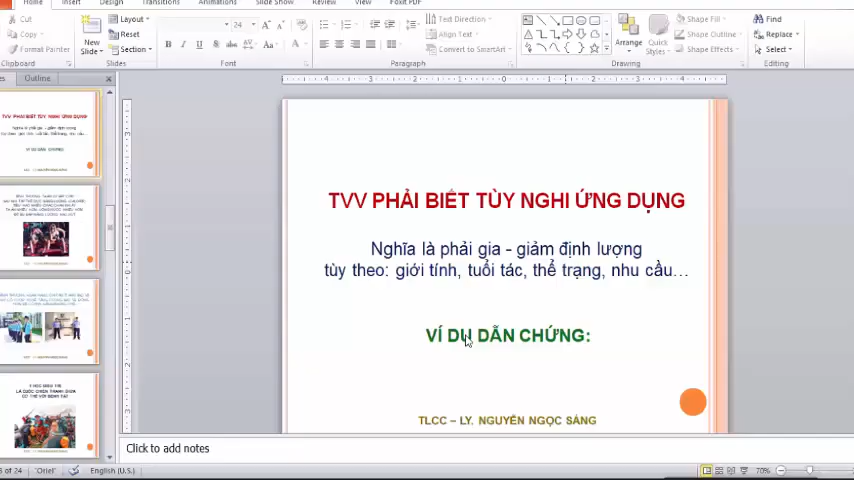 Home Insert Design Transitions Animations Slide Show Review View Foxit PDF
Cut
Copy
Format Painter
Clipboard
New Slide
Layout
Reset
Section
Slides
24
Font
Paragraph
Text Direction
Align Text
Convert to SmartArt
Arrange
Quick Styles
Shape Fill
Shape Outline
Shape Effects
Drawing
Find
Replace
Select
Editing
Outline
TVV PHẢI BIẾT TÙY NGHI ỨNG DỤNG
Nghĩa là phải gia - giảm định lượng
tùy theo: giới tính, tuổi tác, thể trạng, nhu cầu...
VÍ DỤ DẪN CHỨNG:
TLCC – LY. NGUYỄN NGỌC SÁNG
Click to add notes
of 24 "Oriel" English (U.S.) 70%